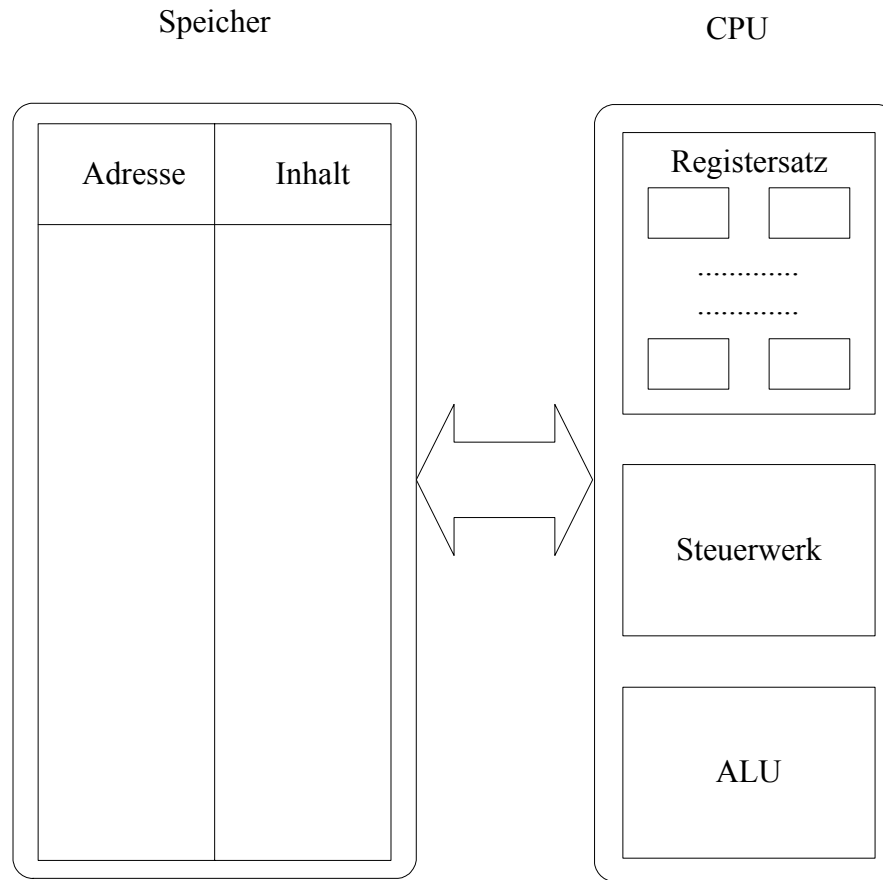 Speicher
CPU
Adresse
Inhalt
Registersatz
.............
.............
Steuerwerk
ALU